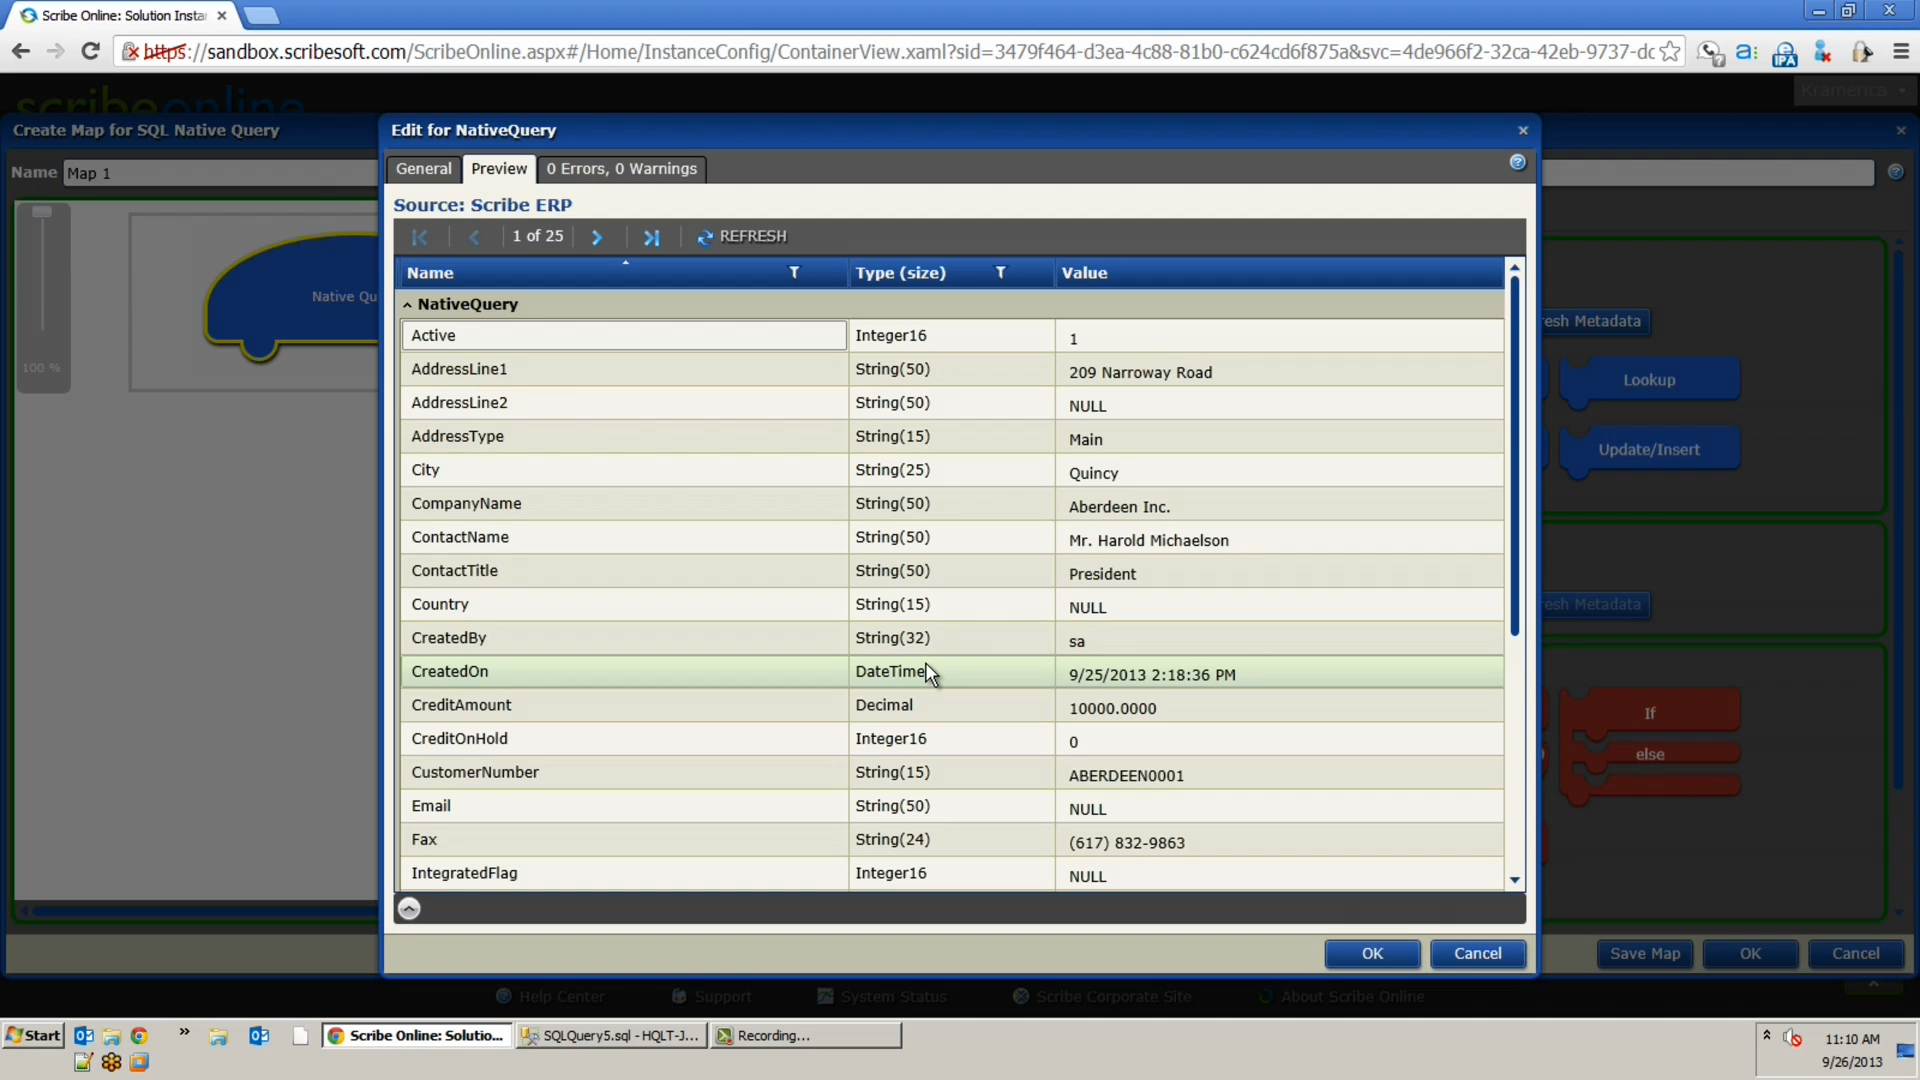 Scribe Online: Solution Instan
https://sandbox.scribesoft.com/ScribeOnline.aspx#/Home/InstanceConfig/ContainerView.xaml?sid=3479f464-d3ea-4c88-81b0-c624cd6f875a&svc=4de966f2-32ca-42eb-9737-dc
scribeonline
Kramerica
Create Map for SQL Native Query
Edit for NativeQuery
Name Map 1
General Preview 0 Errors, 0 Warnings
Source: Scribe ERP
1 of 25 REFRESH
Name Type (size) Value
NativeQuery
Active Integer16 1
AddressLine1 String(50) 209 Narroway Road
AddressLine2 String(50) NULL
AddressType String(15) Main
City String(25) Quincy
CompanyName String(50) Aberdeen Inc.
ContactName String(50) Mr. Harold Michaelson
ContactTitle String(50) President
Country String(15) NULL
CreatedBy String(32) sa
CreatedOn DateTime 9/25/2013 2:18:36 PM
CreditAmount Decimal 10000.0000
CreditOnHold Integer16 0
CustomerNumber String(15) ABERDEEN0001
Email String(50) NULL
Fax String(24) (617) 832-9863
IntegratedFlag Integer16 NULL
OK Cancel
Native Qu
100 %
esh Metadata
Lookup
Update/Insert
esh Metadata
If
else
Save Map OK Cancel
Help Center Support System Status Scribe Corporate Site About Scribe Online
Start Scribe Online: Solutio... SQLQuery5.sql - HQLT-J... Recording...
11:10 AM
9/26/2013